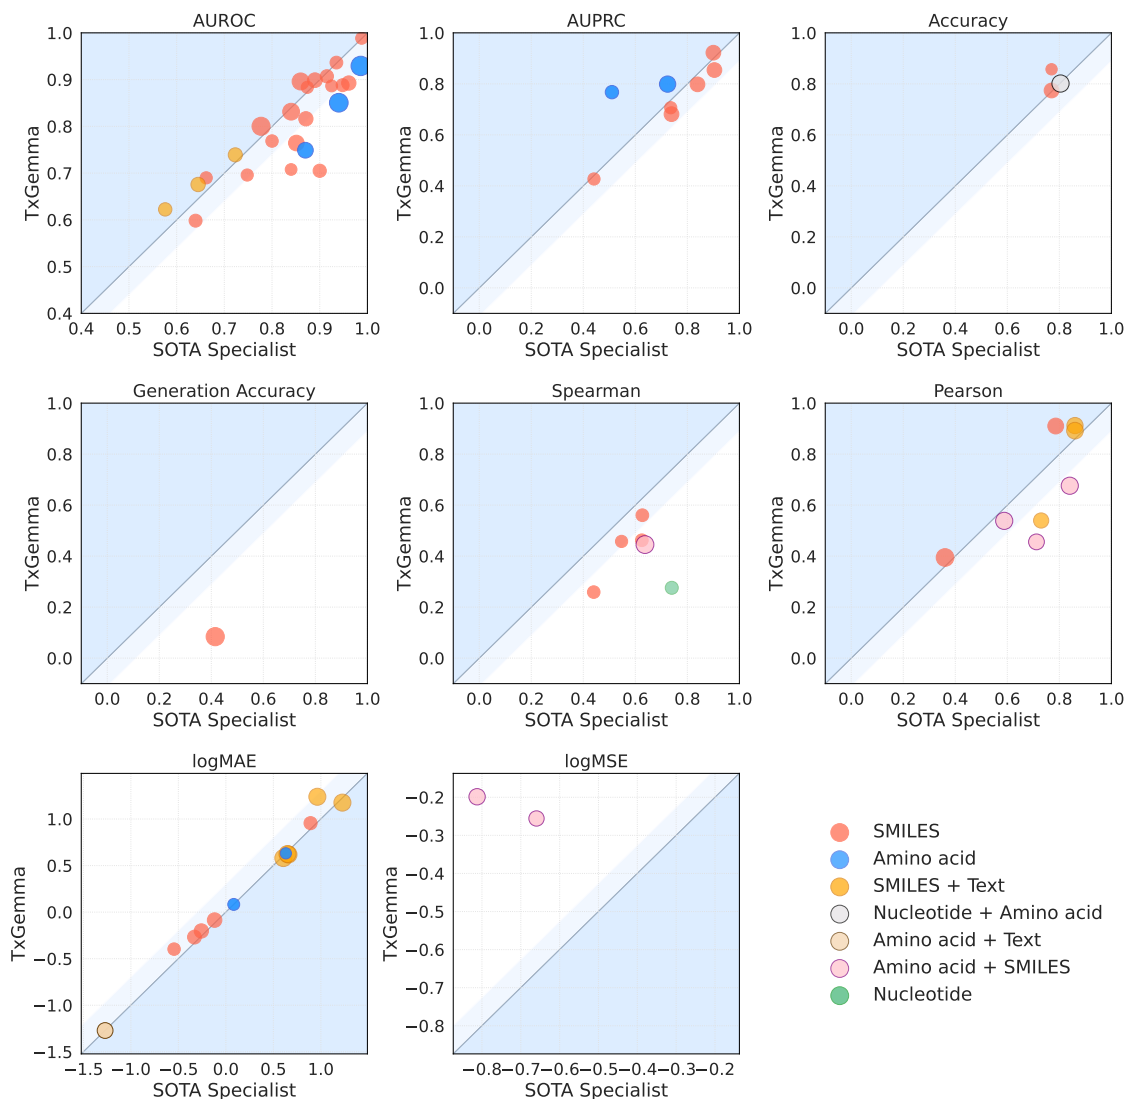 AUROC
AUPRC
Accuracy
1.0
0.9
0.8
0.7
0.6
0.5
0.4
TxGemma
0.4 0.5 0.6 0.7 0.8 0.9 1.0
SOTA Specialist
1.0
0.8
0.6
0.4
0.2
0.0
TxGemma
0.0 0.2 0.4 0.6 0.8 1.0
SOTA Specialist
1.0
0.8
0.6
0.4
0.2
0.0
TxGemma
0.0 0.2 0.4 0.6 0.8 1.0
SOTA Specialist
Generation Accuracy
Spearman
Pearson
1.0
0.8
0.6
0.4
0.2
0.0
TxGemma
0.0 0.2 0.4 0.6 0.8 1.0
SOTA Specialist
1.0
0.8
0.6
0.4
0.2
0.0
TxGemma
0.0 0.2 0.4 0.6 0.8 1.0
SOTA Specialist
1.0
0.8
0.6
0.4
0.2
0.0
TxGemma
0.0 0.2 0.4 0.6 0.8 1.0
SOTA Specialist
logMAE
logMSE
1.0
0.5
0.0
−0.5
−1.0
−1.5
TxGemma
−1.5 −1.0 −0.5 0.0 0.5 1.0
SOTA Specialist
−0.2
−0.3
−0.4
−0.5
−0.6
−0.7
−0.8
TxGemma
−0.8 −0.7 −0.6 −0.5 −0.4 −0.3 −0.2
SOTA Specialist
SMILES
Amino acid
SMILES + Text
Nucleotide + Amino acid
Amino acid + Text
Amino acid + SMILES
Nucleotide